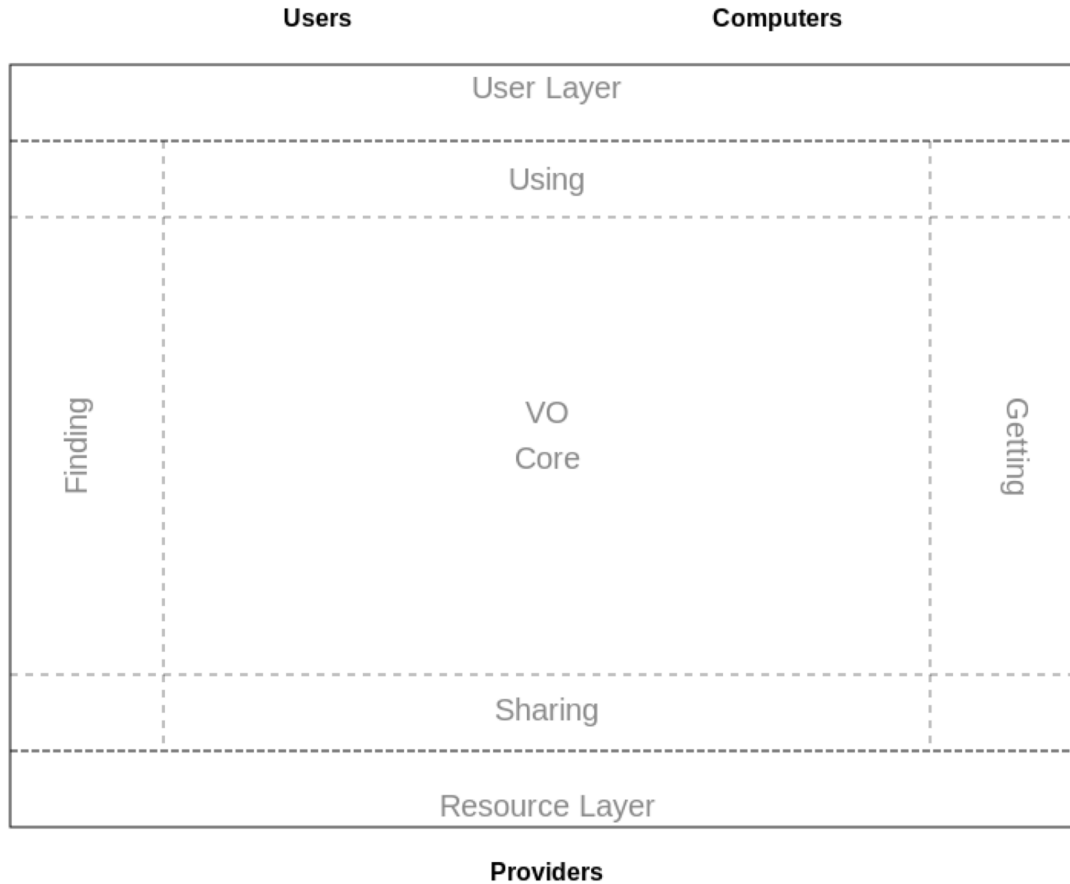 Users
Computers
User Layer
Using
Finding
VO
Core
Getting
Sharing
Resource Layer
Providers